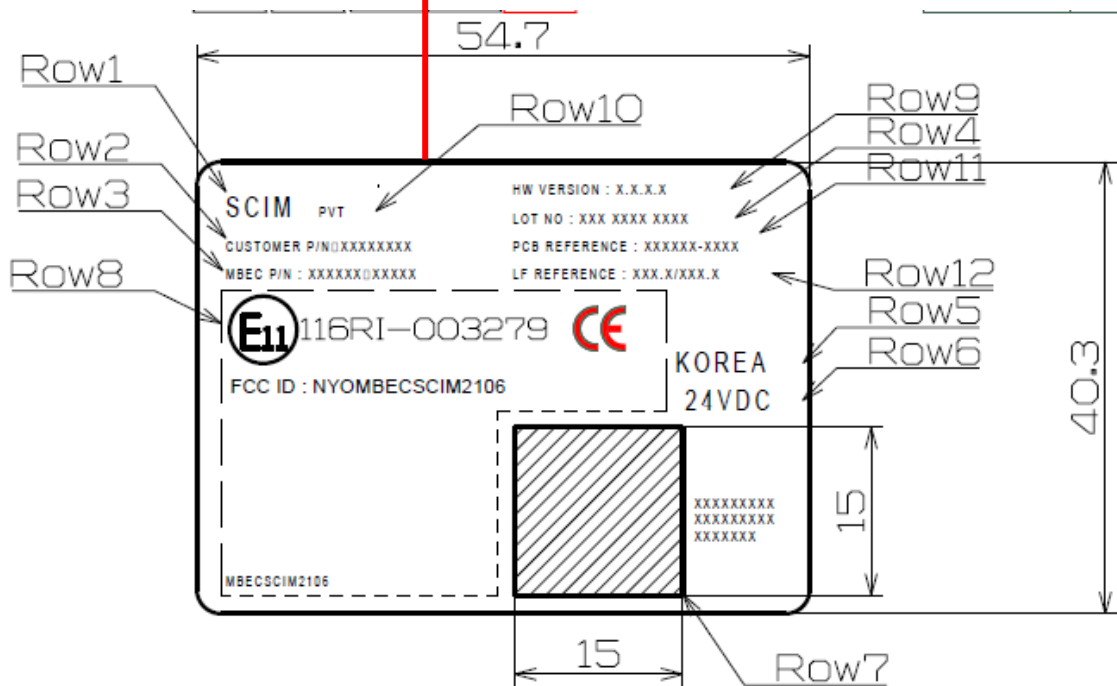 54.7
Row1
Row10
Row9
Row2
Row4
Row3
Row11
SCIM PVT
HW VERSION : X.X.X.X
LOT NO : XXX XXXX XXXX
CUSTOMER P/N▯XXXXXXXX
PCB REFERENCE : XXXXXX-XXXX
MBEC P/N : XXXXXX▯XXXXX
LF REFERENCE : XXX.X/XXX.X
Row8
Row12
E11 116RI-003279 CE
Row5
KOREA
Row6
FCC ID : NYOMBECSCIM2106
24VDC
40.3
XXXXXXXXX
XXXXXXXXX
XXXXXXX
15
MBECSCIM2106
15
Row7